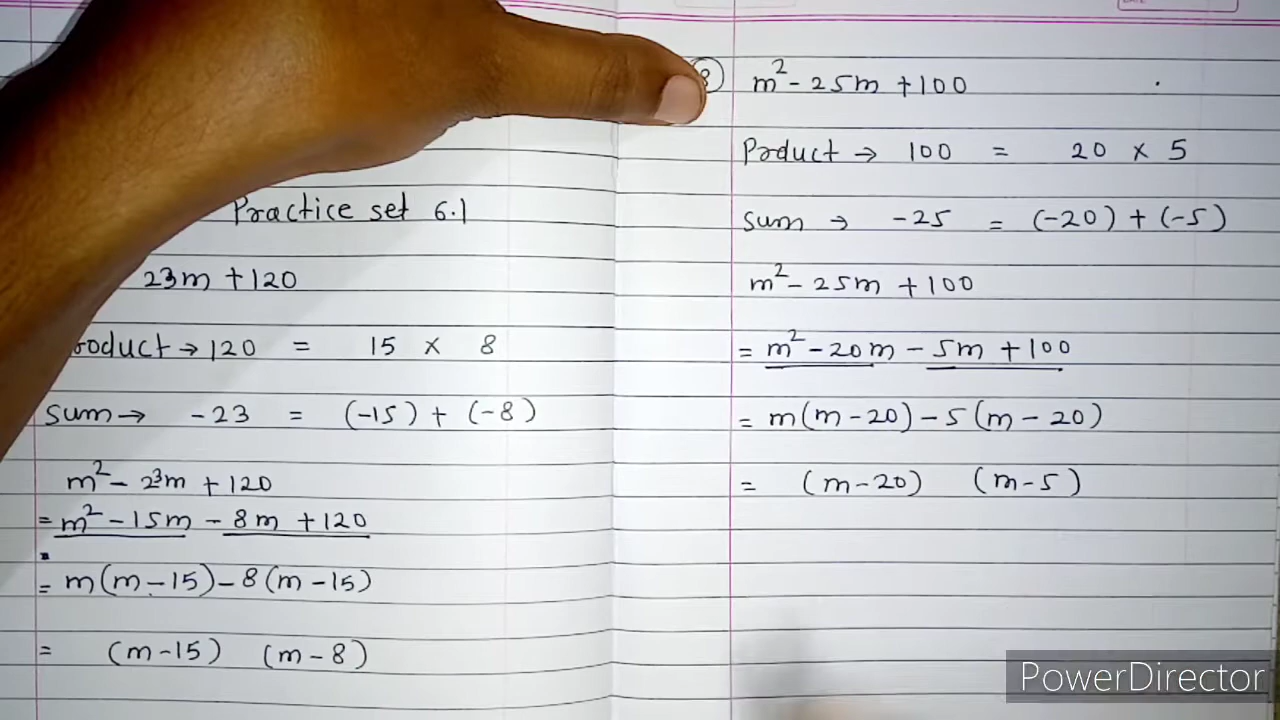 Practice set 6.1
23m + 120
roduct → 120 = 15 × 8
sum → -23 = (-15) + (-8)
m² - 23m + 120
= m² - 15m - 8m + 120
= m(m - 15) - 8(m - 15)
= (m - 15) (m - 8)
m² - 25m + 100
Product → 100 = 20 × 5
sum → -25 = (-20) + (-5)
m² - 25m + 100
= m² - 20m - 5m + 100
= m(m - 20) - 5(m - 20)
= (m - 20) (m - 5)
PowerDirector